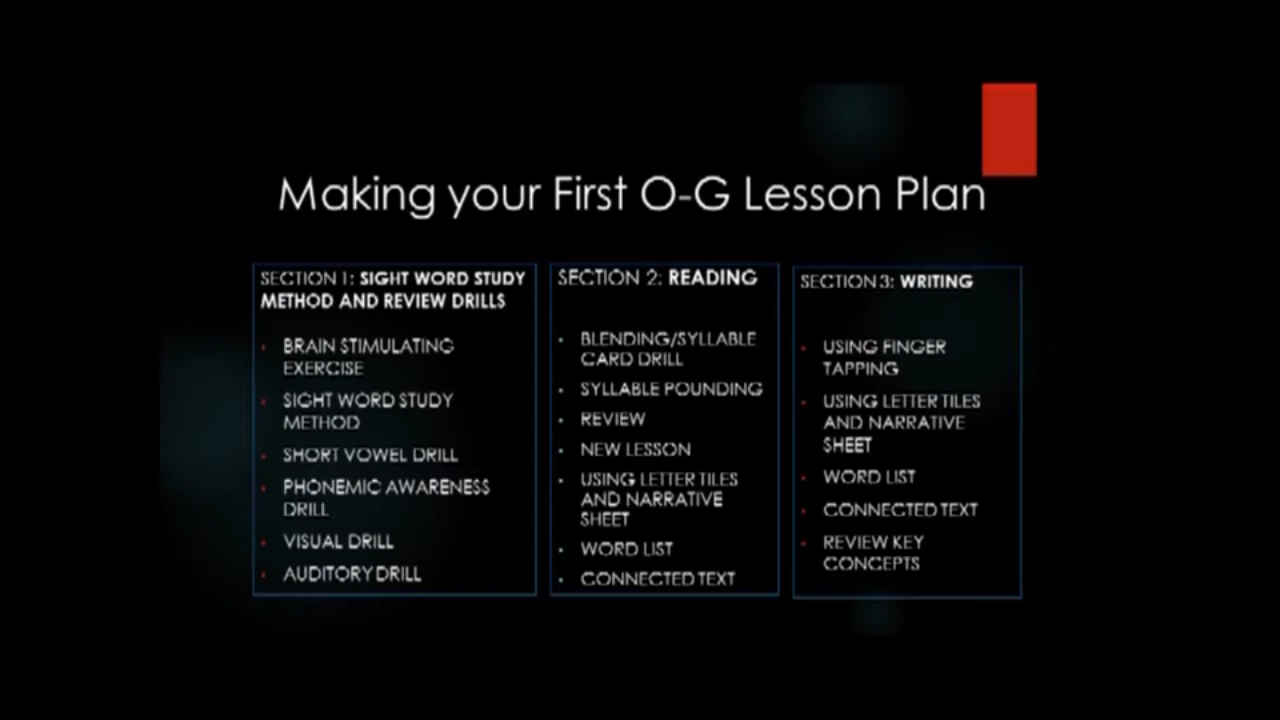 Making your First O-G Lesson Plan
SECTION 1: SIGHT WORD STUDY
METHOD AND REVIEW DRILLS
BRAIN STIMULATING
EXERCISE
SIGHT WORD STUDY
METHOD
SHORT VOWEL DRILL
PHONEMIC AWARENESS
DRILL
VISUAL DRILL
AUDITORY DRILL
SECTION 2: READING
BLENDING/SYLLABLE
CARD DRILL
SYLLABLE POUNDING
REVIEW
NEW LESSON
USING LETTER TILES
AND NARRATIVE
SHEET
WORD LIST
CONNECTED TEXT
SECTION 3: WRITING
USING FINGER
TAPPING
USING LETTER TILES
AND NARRATIVE
SHEET
WORD LIST
CONNECTED TEXT
REVIEW KEY
CONCEPTS